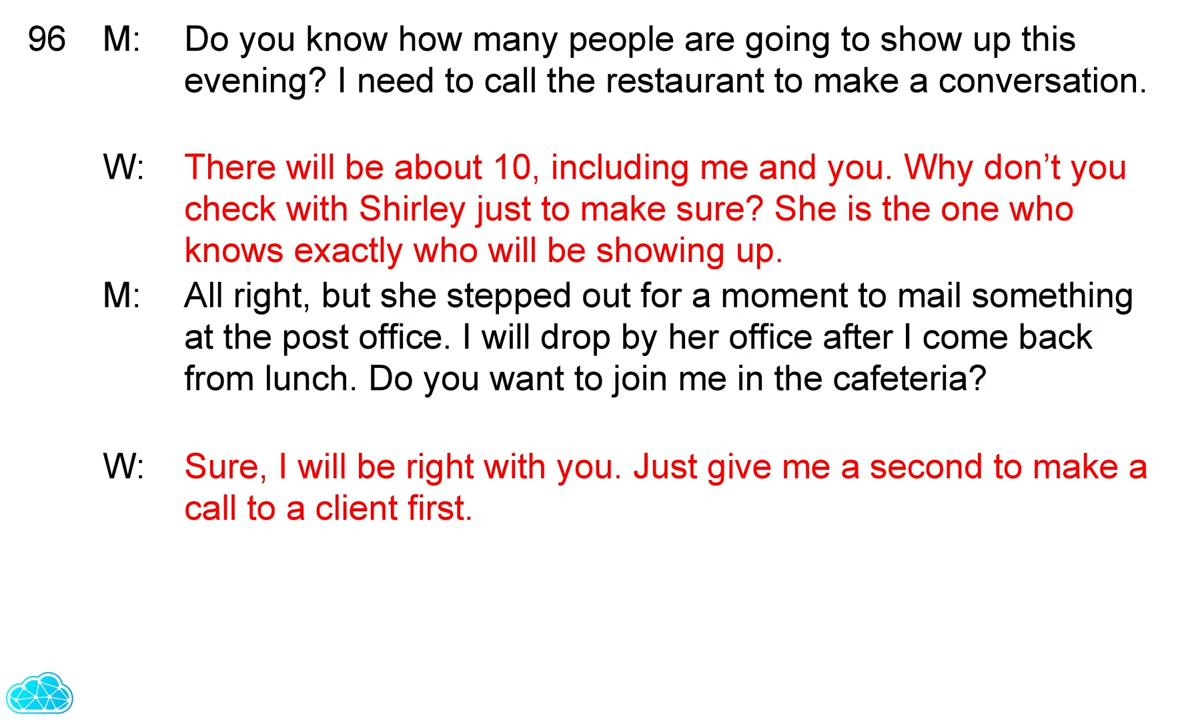 96 M: Do you know how many people are going to show up this
evening? I need to call the restaurant to make a conversation.
W: There will be about 10, including me and you. Why don’t you
check with Shirley just to make sure? She is the one who
knows exactly who will be showing up.
M: All right, but she stepped out for a moment to mail something
at the post office. I will drop by her office after I come back
from lunch. Do you want to join me in the cafeteria?
W: Sure, I will be right with you. Just give me a second to make a
call to a client first.